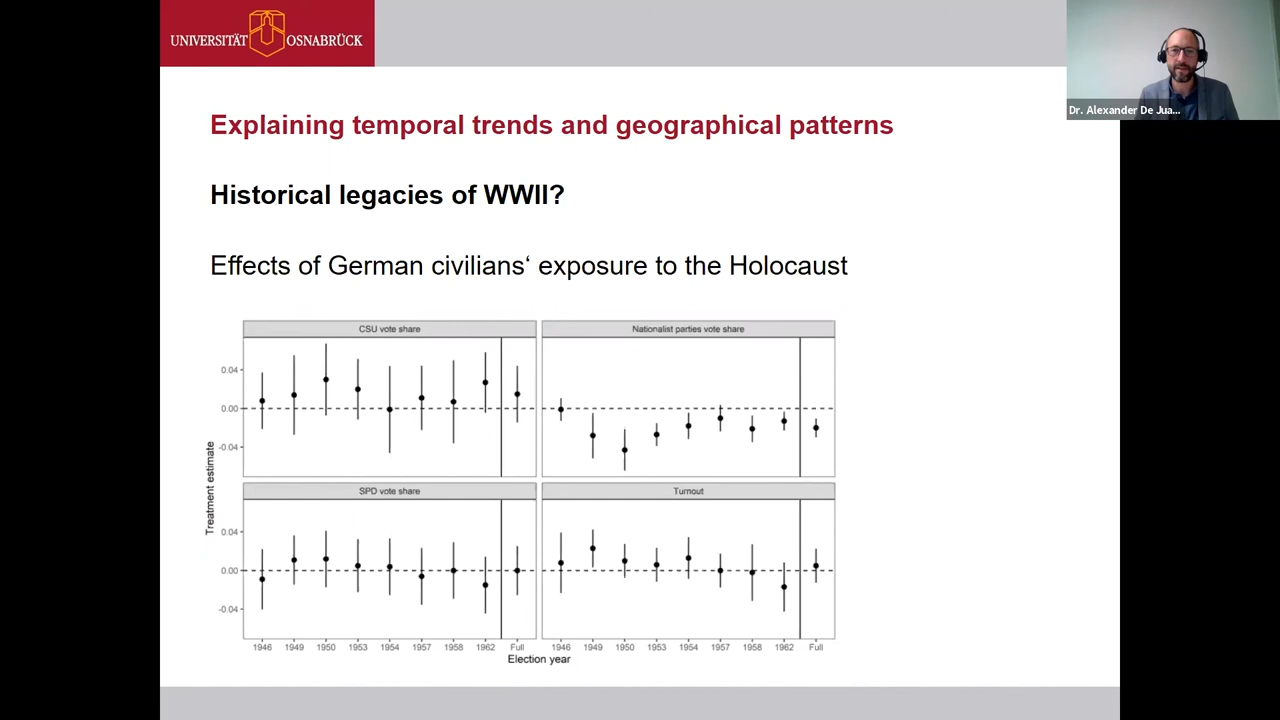 UNIVERSITÄT OSNABRÜCK
Dr. Alexander De Jua...
Explaining temporal trends and geographical patterns
Historical legacies of WWII?
Effects of German civilians‘ exposure to the Holocaust
CSU vote share
Nationalist parties vote share
0.04
0.00
-0.04
SPD vote share
Turnout
0.04
0.00
-0.04
Treatment estimate
1946 1949 1950 1953 1954 1957 1958 1962 Full
1946 1949 1950 1953 1954 1957 1958 1962 Full
Election year